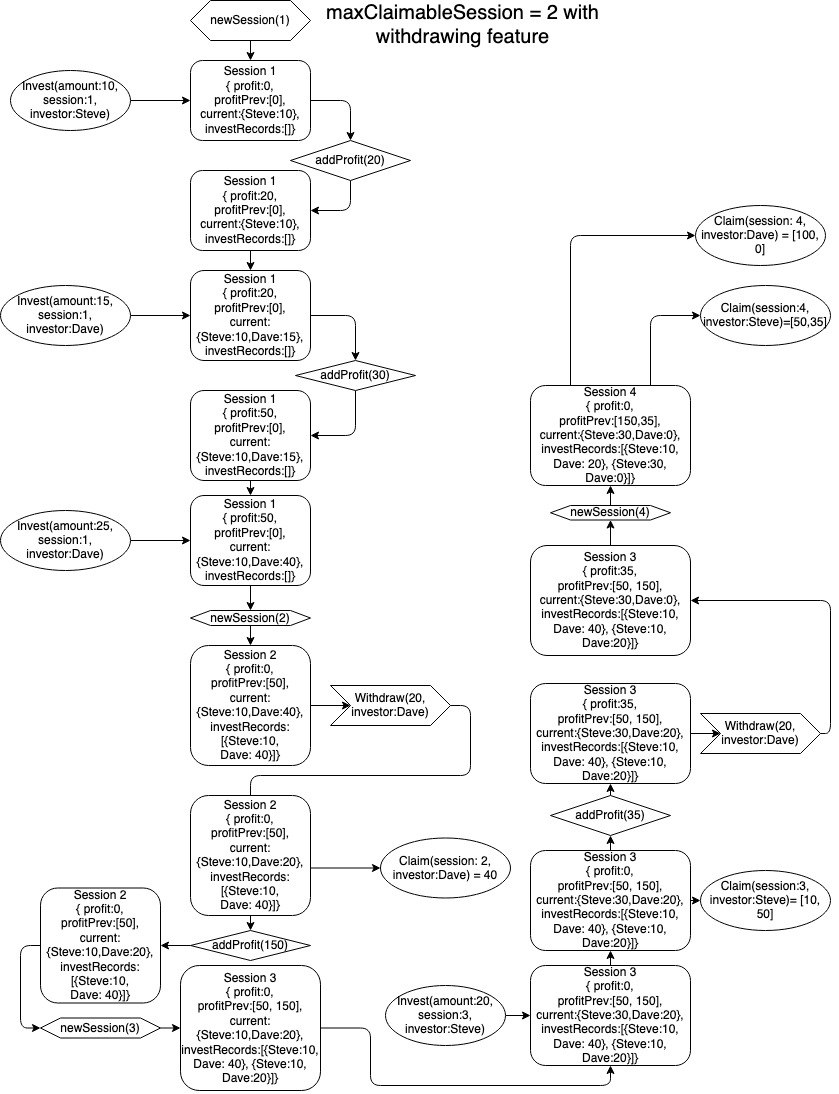 newSession(1)
maxClaimableSession = 2 with
withdrawing feature
Invest(amount:10,
session:1,
investor:Steve)
Session 1
{ profit:0,
profitPrev:[0],
current:{Steve:10},
investRecords:[]}
addProfit(20)
Session 1
{ profit:20,
profitPrev:[0],
current:{Steve:10},
investRecords:[]}
Invest(amount:15,
session:1,
investor:Dave)
Session 1
{ profit:20,
profitPrev:[0],
current:
{Steve:10,Dave:15},
investRecords:[]}
addProfit(30)
Session 1
{ profit:50,
profitPrev:[0],
current:
{Steve:10,Dave:15},
investRecords:[]}
Invest(amount:25,
session:1,
investor:Dave)
Session 1
{ profit:50,
profitPrev:[0],
current:
{Steve:10,Dave:40},
investRecords:[]}
newSession(2)
Session 2
{ profit:0,
profitPrev:[50],
current:
{Steve:10,Dave:40},
investRecords:
[{Steve:10,
Dave: 40}]}
Withdraw(20,
investor:Dave)
Session 2
{ profit:0,
profitPrev:[50],
current:
{Steve:10,Dave:20},
investRecords:
[{Steve:10,
Dave: 40}]}
Claim(session: 2,
investor:Dave) = 40
addProfit(150)
Session 2
{ profit:0,
profitPrev:[50],
current:
{Steve:10,Dave:20},
investRecords:
[{Steve:10,
Dave: 40}]}
newSession(3)
Session 3
{ profit:0,
profitPrev:[50, 150],
current:
{Steve:10,Dave:20},
investRecords:[{Steve:10,
Dave: 40}, {Steve:10,
Dave:20}]}
Invest(amount:20,
session:3,
investor:Steve)
Session 3
{ profit:0,
profitPrev:[50, 150],
current:{Steve:30,Dave:20},
investRecords:[{Steve:10,
Dave: 40}, {Steve:10,
Dave:20}]}
Session 3
{ profit:0,
profitPrev:[50, 150],
current:{Steve:30,Dave:20},
investRecords:[{Steve:10,
Dave: 40}, {Steve:10,
Dave:20}]}
Claim(session:3,
investor:Steve)= [10,
50]
addProfit(35)
Session 3
{ profit:35,
profitPrev:[50, 150],
current:{Steve:30,Dave:20},
investRecords:[{Steve:10,
Dave: 40}, {Steve:10,
Dave:20}]}
Withdraw(20,
investor:Dave)
Session 3
{ profit:35,
profitPrev:[50, 150],
current:{Steve:30,Dave:0},
investRecords:[{Steve:10,
Dave: 40}, {Steve:10,
Dave:20}]}
newSession(4)
Session 4
{ profit:0,
profitPrev:[150,35],
current:{Steve:30,Dave:0},
investRecords:[{Steve:10,
Dave: 20}, {Steve:30,
Dave:0}]}
Claim(session:4,
investor:Steve)=[50,35]
Claim(session: 4,
investor:Dave) = [100,
0]